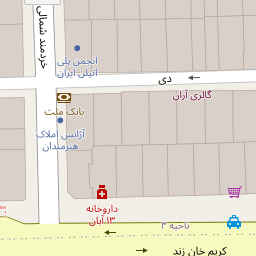 خردمند شمالی
انجمن پلی
اتیلن ایران
دی
گالری آران
بانک ملت
آژانس املاک
هنرمندان
داروخانه
۱۳ آبان
ناحیه ۲
کریم خان زند